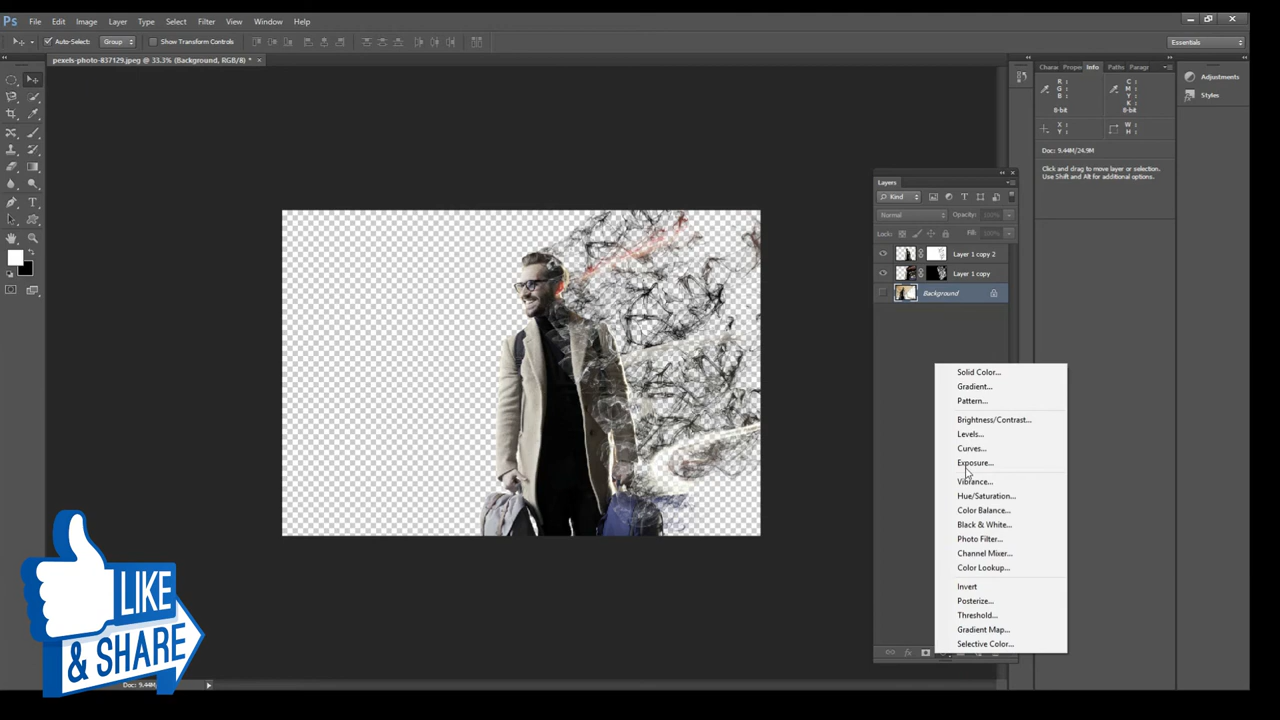 Ps File Edit Image Layer Type Select Filter View Window Help
Auto-Select: Group Show Transform Controls Essentials
pexels-photo-837129.jpeg @ 33.3% (Background, RGB/8) * ×
Charac Proper Info Paths Paragr
R: C:
G: M:
B: Y:
K:
8-bit 8-bit
X: W:
Y: H:
Doc: 9.44M/24.9M
Click and drag to move layer or selection.
Use Shift and Alt for additional options.
Adjustments
Styles
Layers
Kind
Normal Opacity: 100%
Lock: Fill: 100%
Layer 1 copy 2
Layer 1 copy
Background
Solid Color...
Gradient...
Pattern...
Brightness/Contrast...
Levels...
Curves...
Exposure...
Vibrance...
Hue/Saturation...
Color Balance...
Black & White...
Photo Filter...
Channel Mixer...
Color Lookup...
Invert
Posterize...
Threshold...
Gradient Map...
Selective Color...
fx
LIKE
& SHARE
Doc: 9.44M/